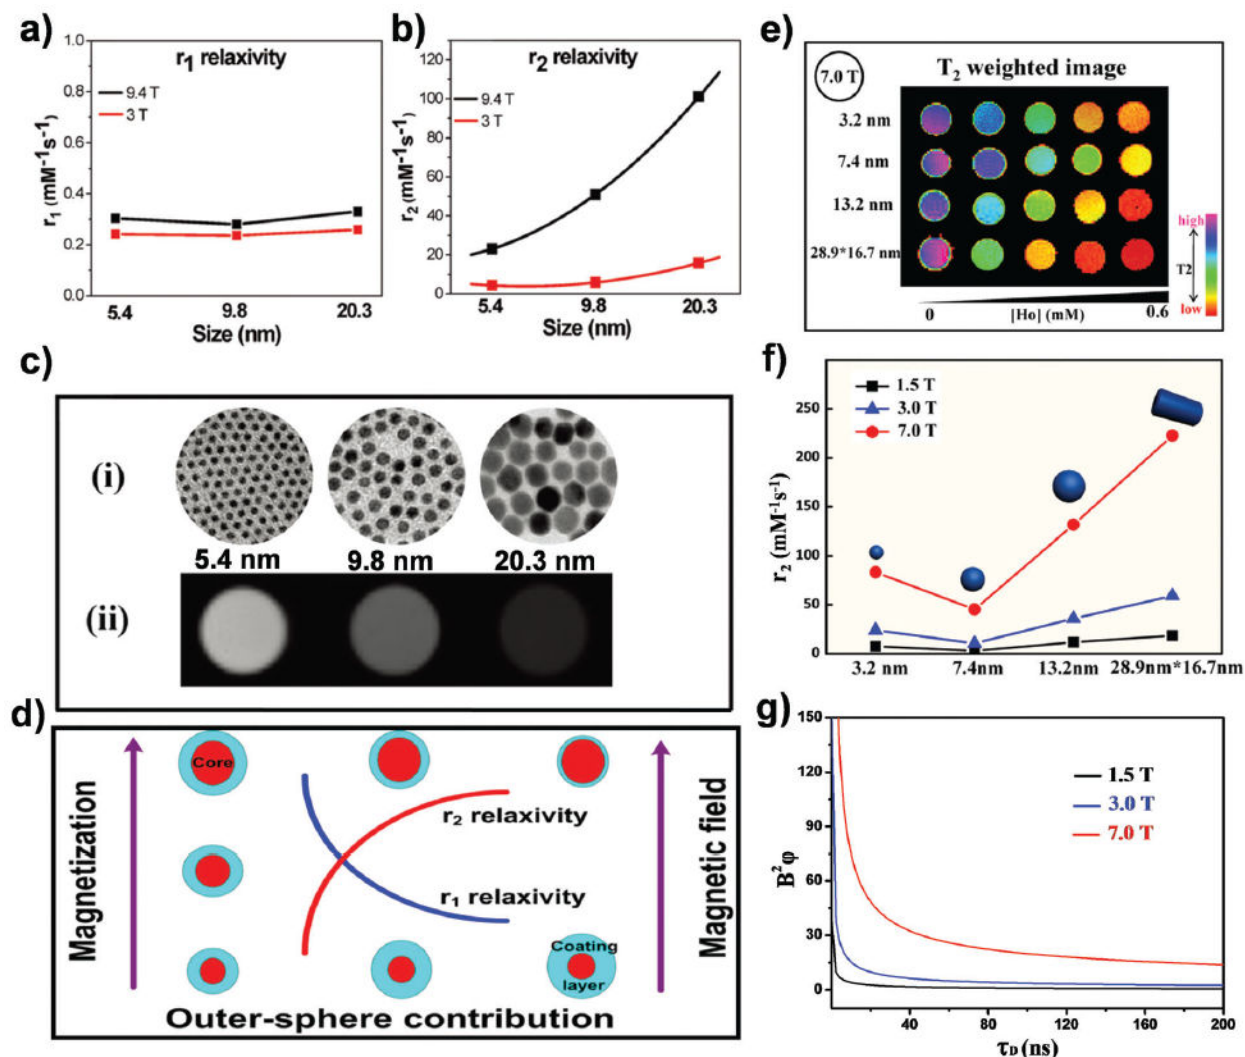 a)
r1 relaxivity
r1 (mM-1s-1)
1.0
0.8
0.6
0.4
0.2
0.0
9.4 T
3 T
5.4 9.8 20.3
Size (nm)
b)
r2 relaxivity
r2 (mM-1s-1)
120
100
80
60
40
20
0
9.4 T
3 T
5.4 9.8 20.3
Size (nm)
c)
(i)
5.4 nm 9.8 nm 20.3 nm
(ii)
d)
Magnetization
Core
r2 relaxivity
r1 relaxivity
Coating
layer
Magnetic field
Outer-sphere contribution
e)
7.0 T
T2 weighted image
3.2 nm
7.4 nm
13.2 nm
28.9*16.7 nm
high
T2
low
0 [Ho] (mM) 0.6
f)
1.5 T
3.0 T
7.0 T
r2 (mM-1s-1)
250
200
150
100
50
0
3.2 nm 7.4nm 13.2nm 28.9nm*16.7nm
g)
B2φ
150
120
90
60
30
0
1.5 T
3.0 T
7.0 T
40 80 120 160 200
τD (ns)